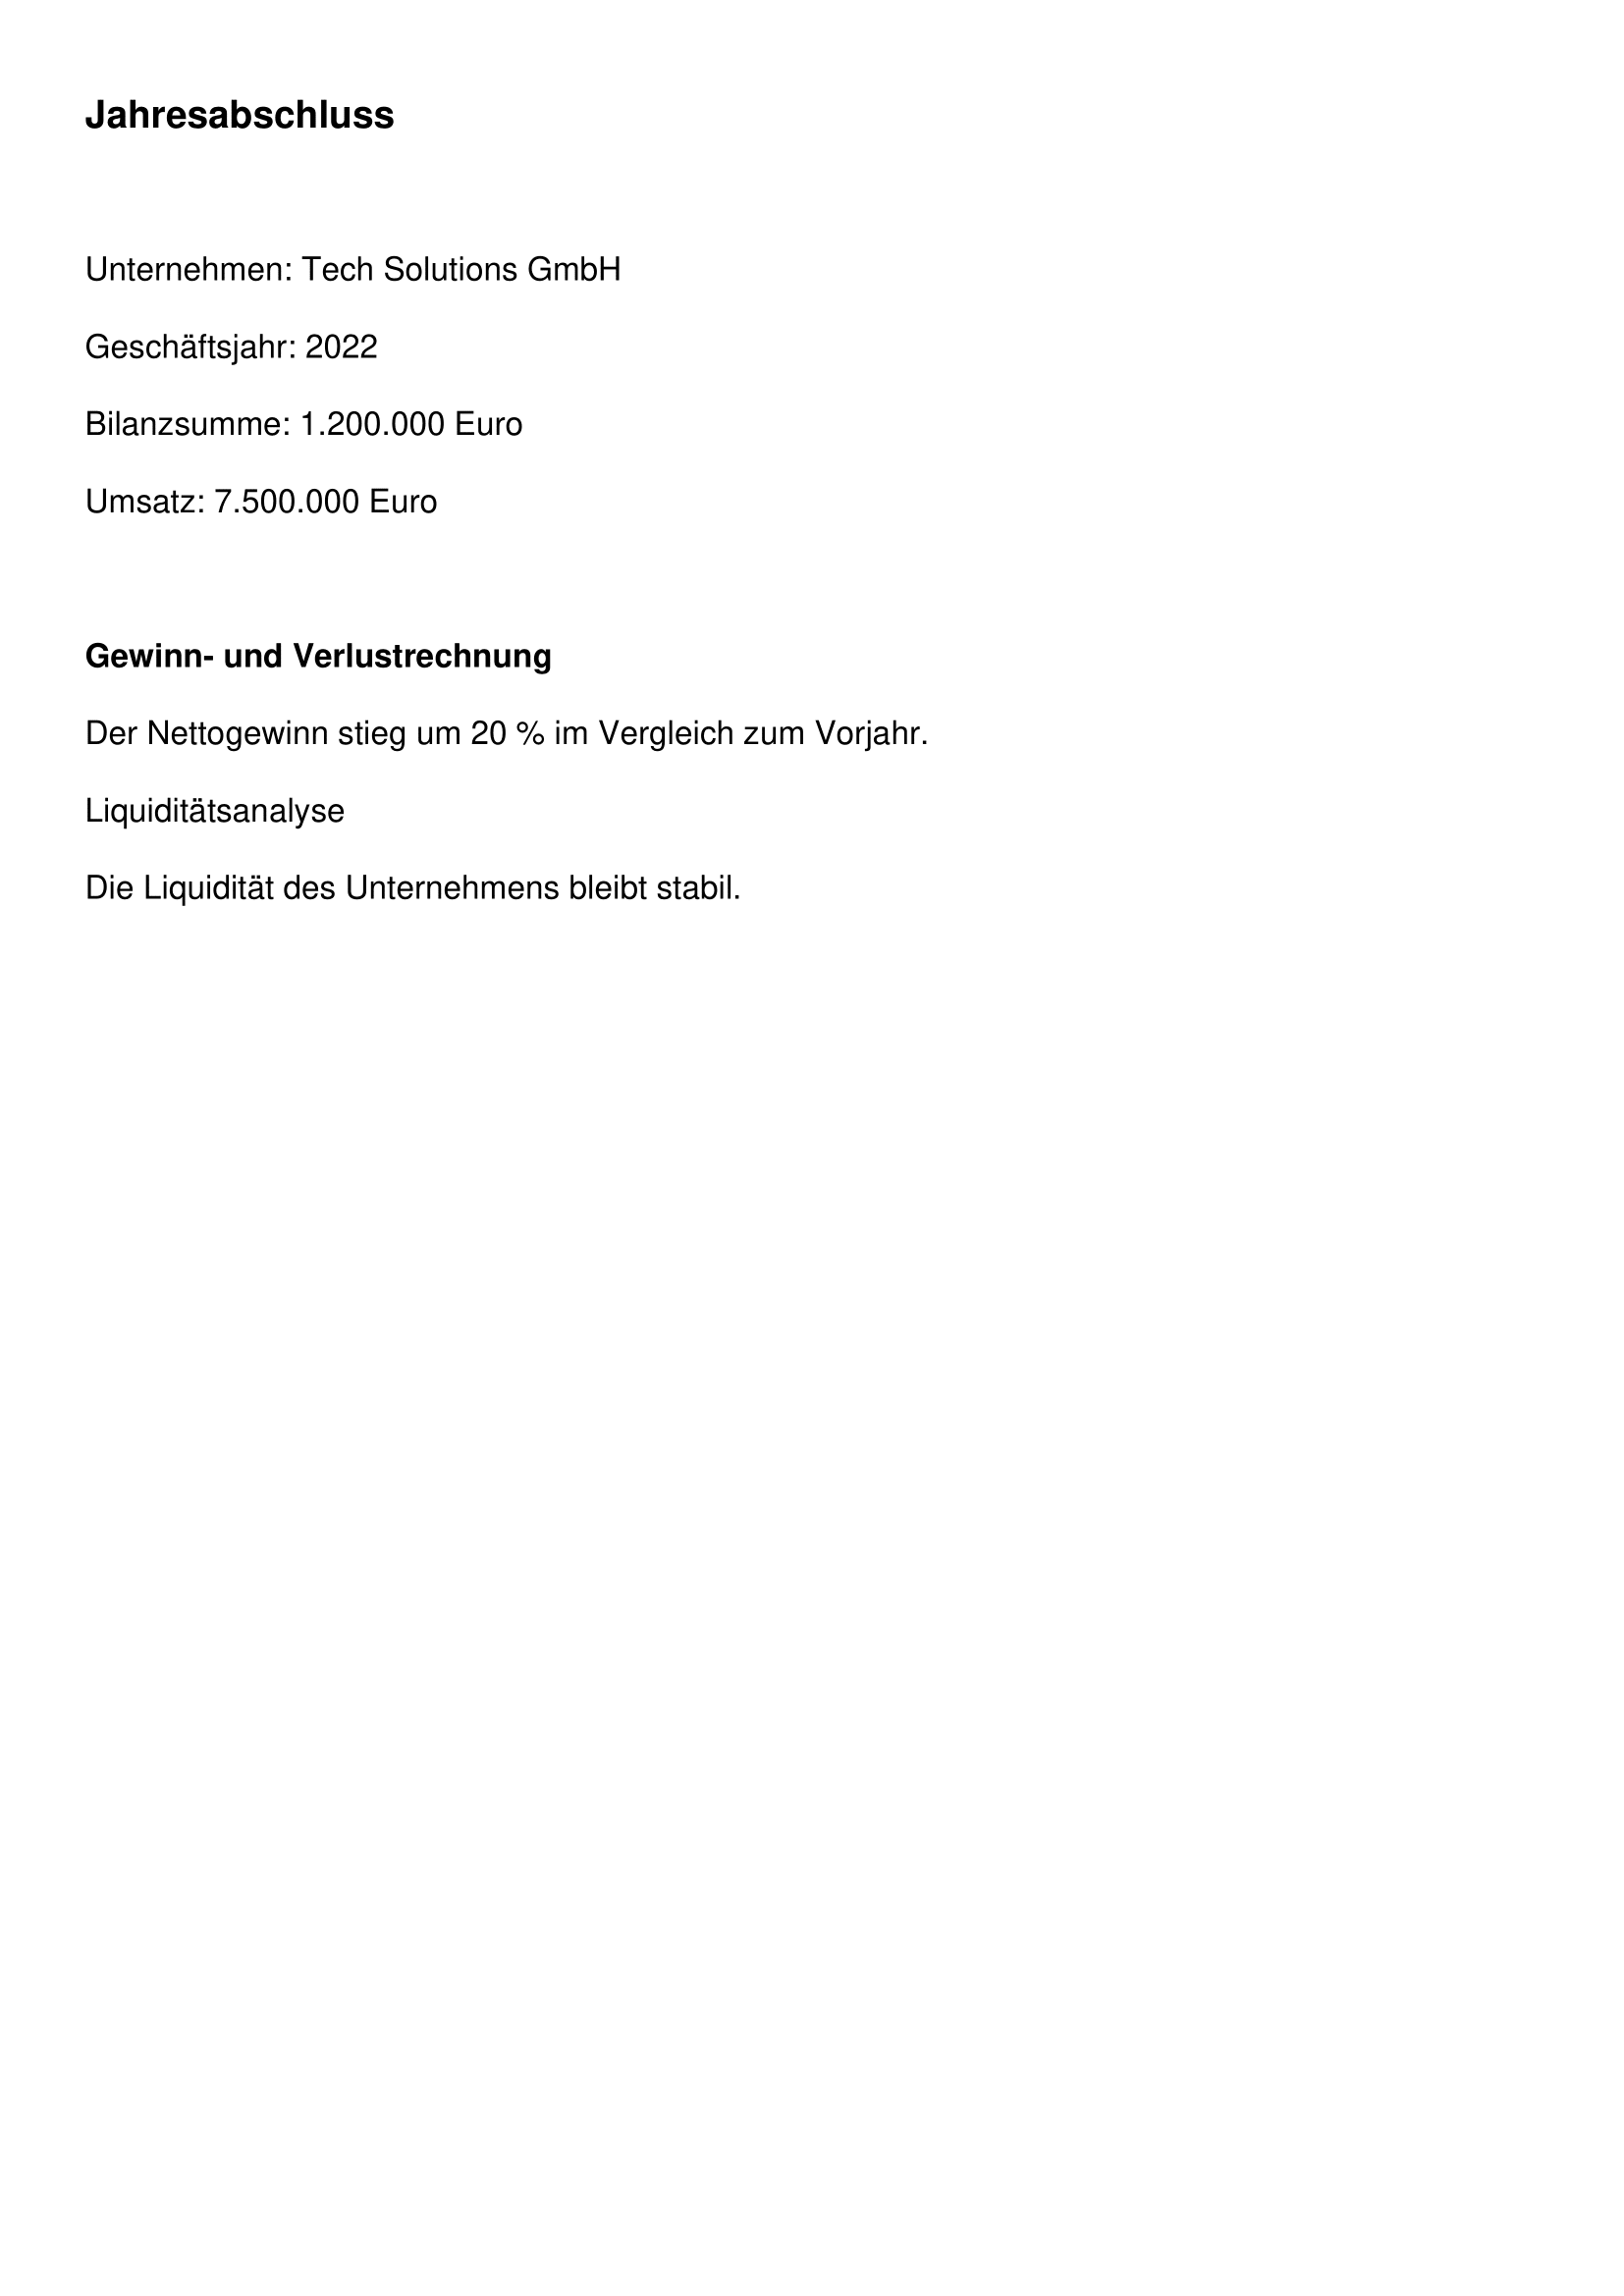 Jahresabschluss
Unternehmen: Tech Solutions GmbH
Geschäftsjahr: 2022
Bilanzsumme: 1.200.000 Euro
Umsatz: 7.500.000 Euro
Gewinn- und Verlustrechnung
Der Nettogewinn stieg um 20 % im Vergleich zum Vorjahr.
Liquiditätsanalyse
Die Liquidität des Unternehmens bleibt stabil.